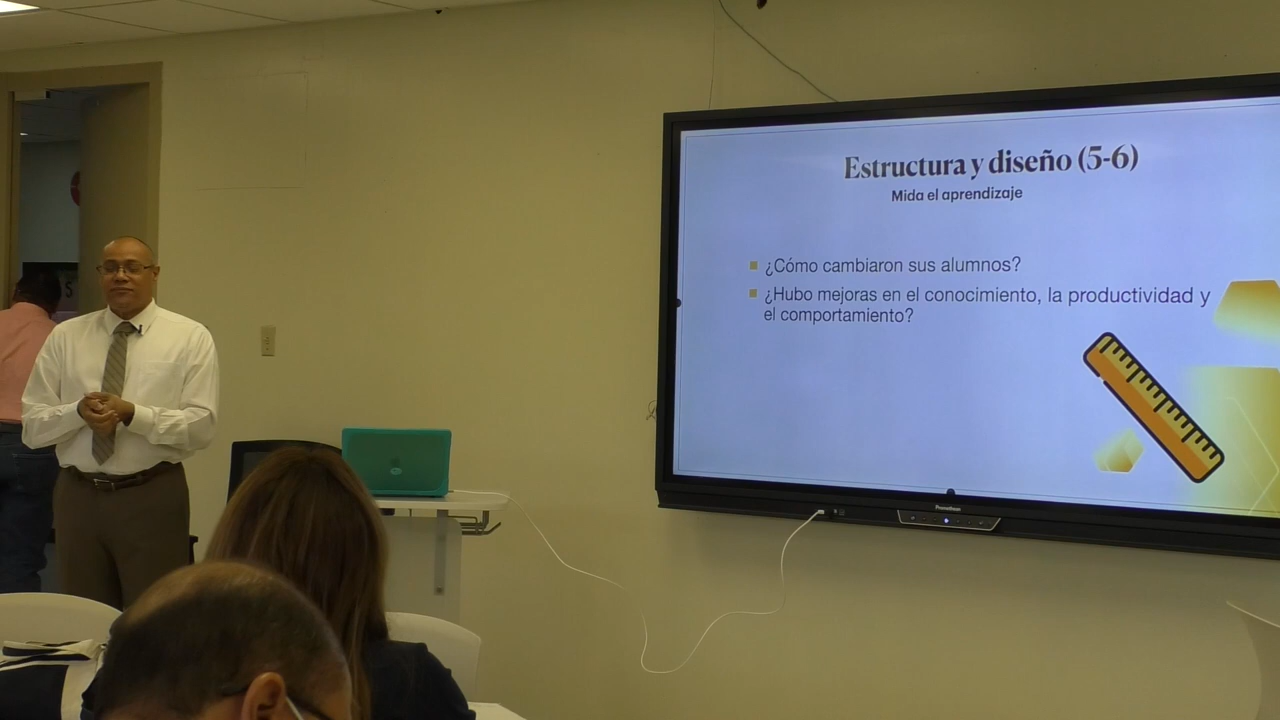 Estructura y diseño (5-6)
Mida el aprendizaje
¿Cómo cambiaron sus alumnos?
¿Hubo mejoras en el conocimiento, la productividad y
el comportamiento?
Promethean
S